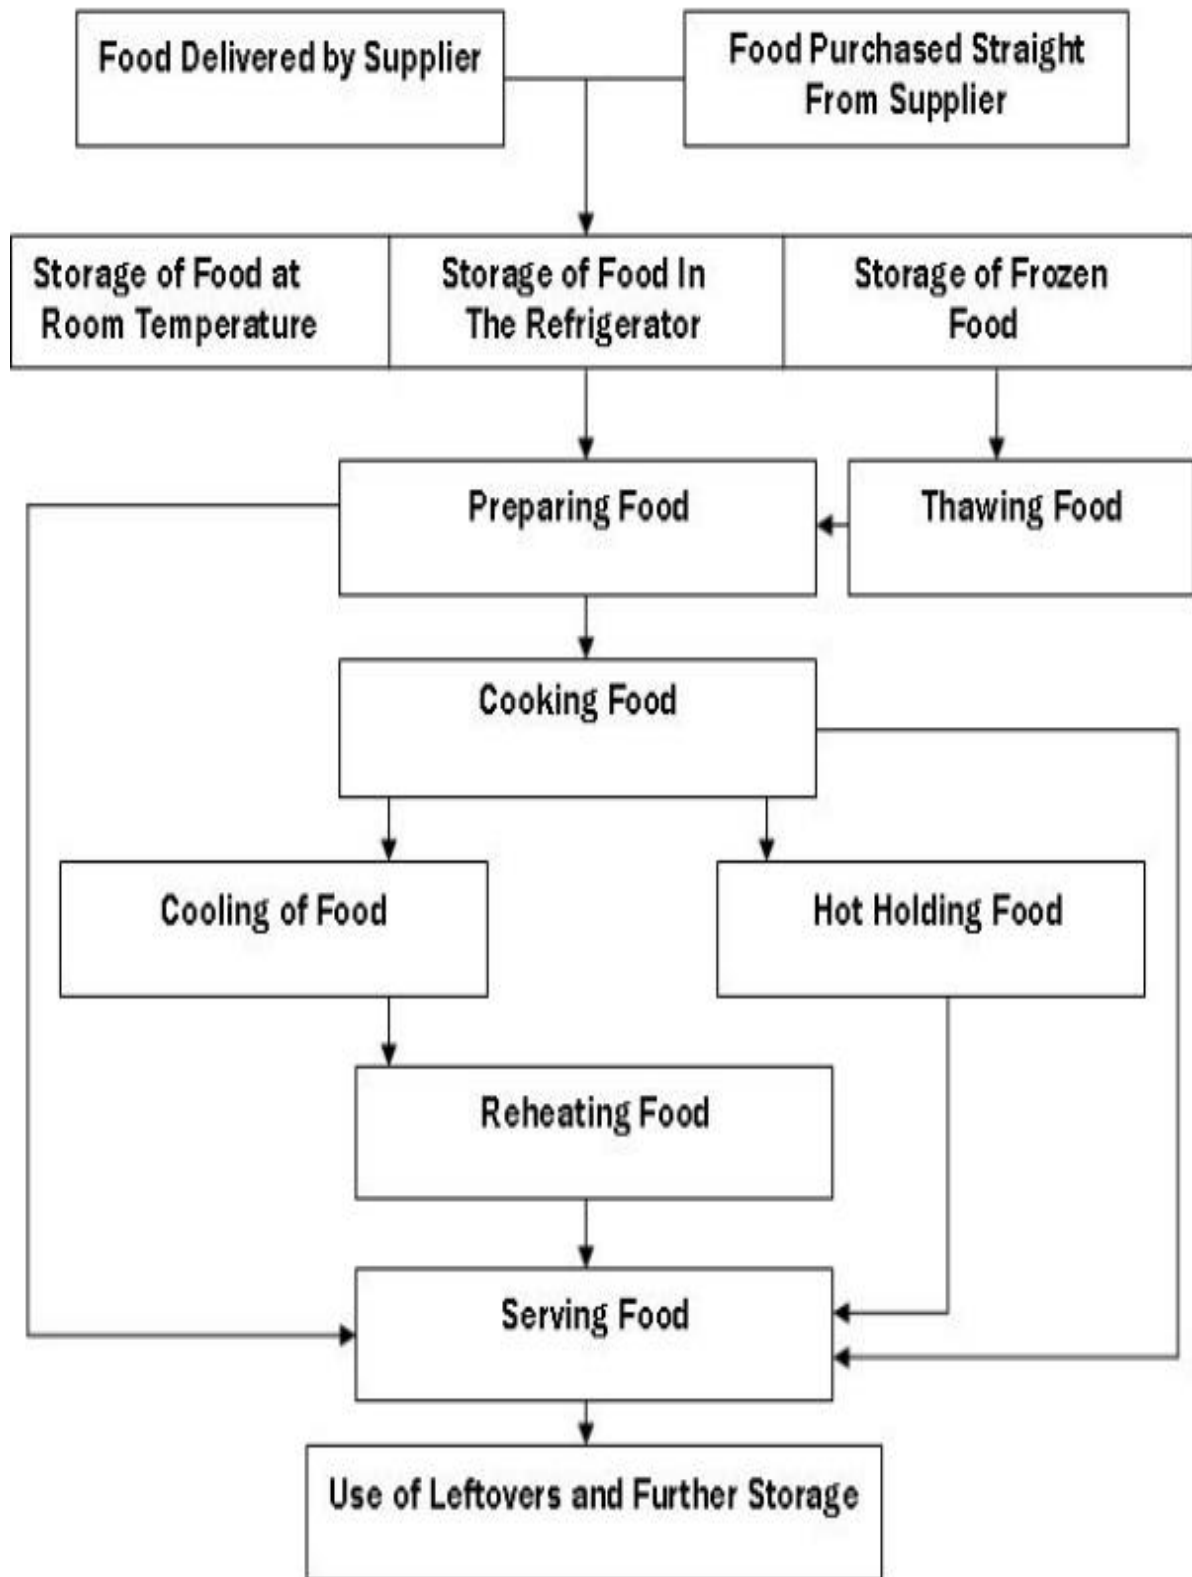 Food Delivered by Supplier
Food Purchased Straight
From Supplier
Storage of Food at
Room Temperature
Storage of Food In
The Refrigerator
Storage of Frozen
Food
Preparing Food
Thawing Food
Cooking Food
Cooling of Food
Hot Holding Food
Reheating Food
Serving Food
Use of Leftovers and Further Storage